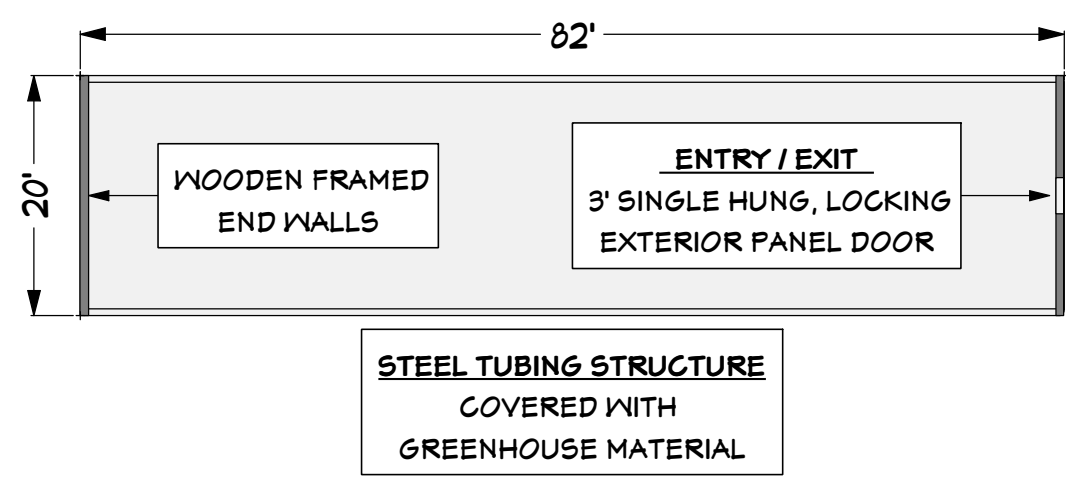 82'
20'
WOODEN FRAMED
END WALLS
ENTRY / EXIT
3' SINGLE HUNG, LOCKING
EXTERIOR PANEL DOOR
STEEL TUBING STRUCTURE
COVERED WITH
GREENHOUSE MATERIAL